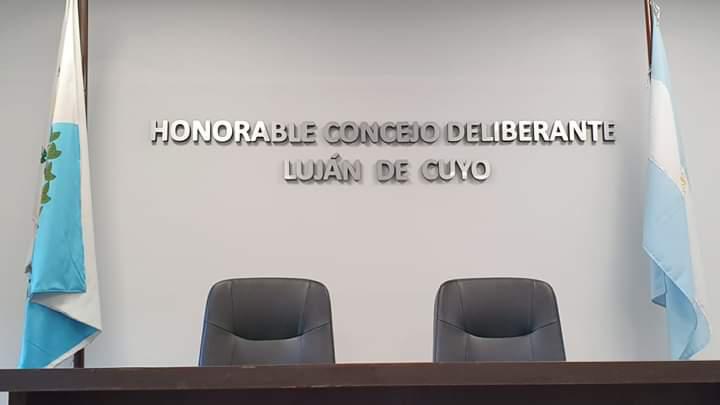 HONORABLE CONCEJO DELIBERANTE
LUJÁN DE CUYO